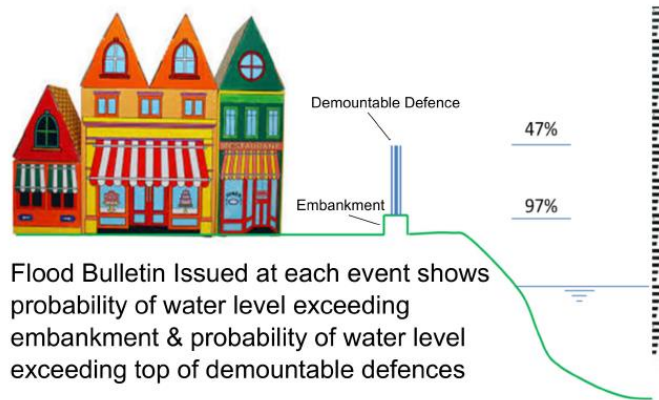 Demountable Defence
47%
Embankment
97%
RESTAURANT
Flood Bulletin Issued at each event shows
probability of water level exceeding
embankment & probability of water level
exceeding top of demountable defences